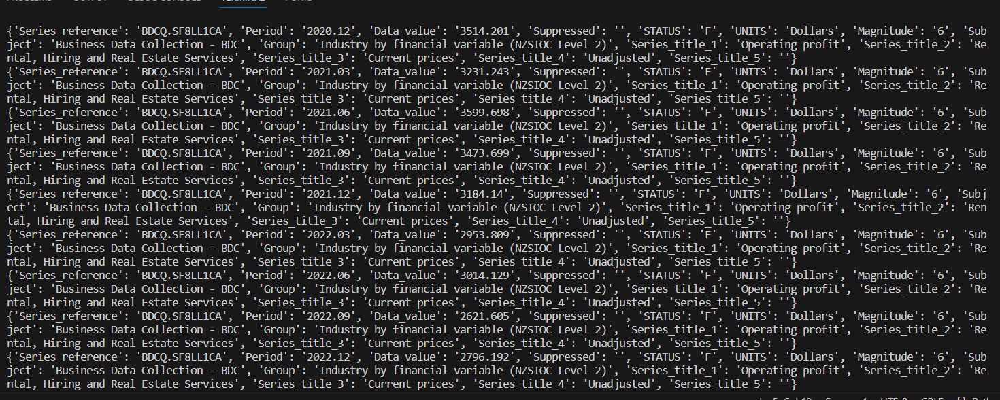 {'Series_reference': 'BDCQ.SF8LL1CA', 'Period': '2020.12', 'Data_value': '3514.201', 'Suppressed': '', 'STATUS': 'F', 'UNITS': 'Dollars', 'Magnitude': '6', 'Sub
ject': 'Business Data Collection - BDC', 'Group': 'Industry by financial variable (NZSIOC Level 2)', 'Series_title_1': 'Operating profit', 'Series_title_2': 'Re
ntal, Hiring and Real Estate Services', 'Series_title_3': 'Current prices', 'Series_title_4': 'Unadjusted', 'Series_title_5': ''}
{'Series_reference': 'BDCQ.SF8LL1CA', 'Period': '2021.03', 'Data_value': '3231.243', 'Suppressed': '', 'STATUS': 'F', 'UNITS': 'Dollars', 'Magnitude': '6', 'Sub
ject': 'Business Data Collection - BDC', 'Group': 'Industry by financial variable (NZSIOC Level 2)', 'Series_title_1': 'Operating profit', 'Series_title_2': 'Re
ntal, Hiring and Real Estate Services', 'Series_title_3': 'Current prices', 'Series_title_4': 'Unadjusted', 'Series_title_5': ''}
{'Series_reference': 'BDCQ.SF8LL1CA', 'Period': '2021.06', 'Data_value': '3599.698', 'Suppressed': '', 'STATUS': 'F', 'UNITS': 'Dollars', 'Magnitude': '6', 'Sub
ject': 'Business Data Collection - BDC', 'Group': 'Industry by financial variable (NZSIOC Level 2)', 'Series_title_1': 'Operating profit', 'Series_title_2': 'Re
ntal, Hiring and Real Estate Services', 'Series_title_3': 'Current prices', 'Series_title_4': 'Unadjusted', 'Series_title_5': ''}
{'Series_reference': 'BDCQ.SF8LL1CA', 'Period': '2021.09', 'Data_value': '3473.699', 'Suppressed': '', 'STATUS': 'F', 'UNITS': 'Dollars', 'Magnitude': '6', 'Sub
ject': 'Business Data Collection - BDC', 'Group': 'Industry by financial variable (NZSIOC Level 2)', 'Series_title_1': 'Operating profit', 'Series_title_2': 'Re
ntal, Hiring and Real Estate Services', 'Series_title_3': 'Current prices', 'Series_title_4': 'Unadjusted', 'Series_title_5': ''}
{'Series_reference': 'BDCQ.SF8LL1CA', 'Period': '2021.12', 'Data_value': '3184.14', 'Suppressed': '', 'STATUS': 'F', 'UNITS': 'Dollars', 'Magnitude': '6', 'Subj
ect': 'Business Data Collection - BDC', 'Group': 'Industry by financial variable (NZSIOC Level 2)', 'Series_title_1': 'Operating profit', 'Series_title_2': 'Ren
tal, Hiring and Real Estate Services', 'Series_title_3': 'Current prices', 'Series_title_4': 'Unadjusted', 'Series_title_5': ''}
{'Series_reference': 'BDCQ.SF8LL1CA', 'Period': '2022.03', 'Data_value': '2953.809', 'Suppressed': '', 'STATUS': 'F', 'UNITS': 'Dollars', 'Magnitude': '6', 'Sub
ject': 'Business Data Collection - BDC', 'Group': 'Industry by financial variable (NZSIOC Level 2)', 'Series_title_1': 'Operating profit', 'Series_title_2': 'Re
ntal, Hiring and Real Estate Services', 'Series_title_3': 'Current prices', 'Series_title_4': 'Unadjusted', 'Series_title_5': ''}
{'Series_reference': 'BDCQ.SF8LL1CA', 'Period': '2022.06', 'Data_value': '3014.129', 'Suppressed': '', 'STATUS': 'F', 'UNITS': 'Dollars', 'Magnitude': '6', 'Sub
ject': 'Business Data Collection - BDC', 'Group': 'Industry by financial variable (NZSIOC Level 2)', 'Series_title_1': 'Operating profit', 'Series_title_2': 'Re
ntal, Hiring and Real Estate Services', 'Series_title_3': 'Current prices', 'Series_title_4': 'Unadjusted', 'Series_title_5': ''}
{'Series_reference': 'BDCQ.SF8LL1CA', 'Period': '2022.09', 'Data_value': '2621.605', 'Suppressed': '', 'STATUS': 'F', 'UNITS': 'Dollars', 'Magnitude': '6', 'Sub
ject': 'Business Data Collection - BDC', 'Group': 'Industry by financial variable (NZSIOC Level 2)', 'Series_title_1': 'Operating profit', 'Series_title_2': 'Re
ntal, Hiring and Real Estate Services', 'Series_title_3': 'Current prices', 'Series_title_4': 'Unadjusted', 'Series_title_5': ''}
{'Series_reference': 'BDCQ.SF8LL1CA', 'Period': '2022.12', 'Data_value': '2796.192', 'Suppressed': '', 'STATUS': 'F', 'UNITS': 'Dollars', 'Magnitude': '6', 'Sub
ject': 'Business Data Collection - BDC', 'Group': 'Industry by financial variable (NZSIOC Level 2)', 'Series_title_1': 'Operating profit', 'Series_title_2': 'Re
ntal, Hiring and Real Estate Services', 'Series_title_3': 'Current prices', 'Series_title_4': 'Unadjusted', 'Series_title_5': ''}